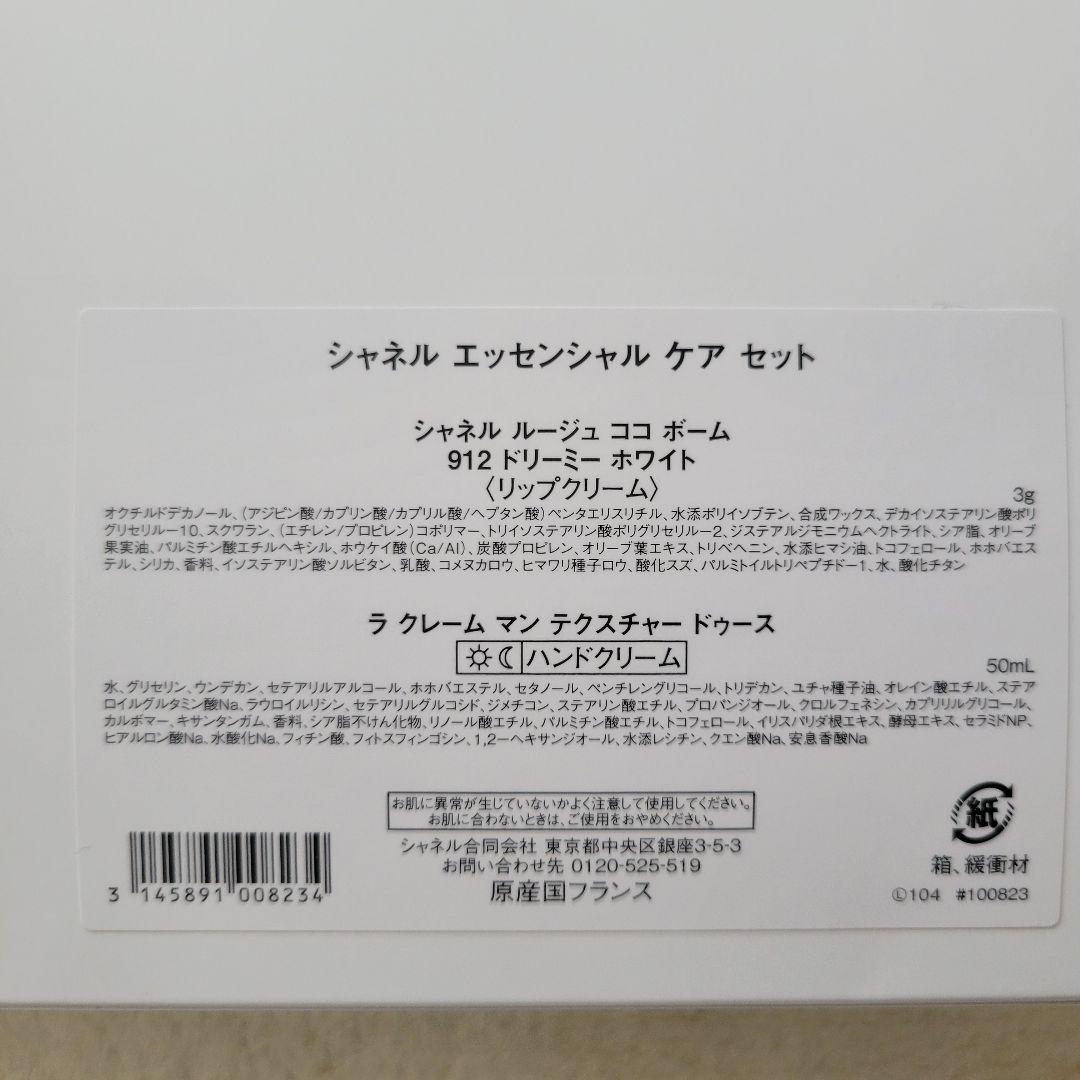 シャネル エッセンシャル ケア セット
シャネル ルージュ ココ ボーム
912 ドリーミー ホワイト
〈リップクリーム〉
3g
オクチルドデカノール、(アジピン酸/カプリン酸/カプリル酸/ヘプタン酸)ペンタエリスリチル、水添ポリイソブテン、合成ワックス、デカイソステアリン酸ポリ
グリセリルー10、スクワラン、(エチレン/プロピレン)コポリマー、トリイソステアリン酸ポリグリセリルー2、ジステアルジモニウムヘクトライト、シア脂、オリーブ
果実油、パルミチン酸エチルヘキシル、ホウケイ酸(Ca/Al)、炭酸プロピレン、オリーブ葉エキス、トリベヘニン、水添ヒマシ油、トコフェロール、ホホバエス
テル、シリカ、香料、イソステアリン酸ソルビタン、乳酸、コメヌカロウ、ヒマワリ種子ロウ、酸化スズ、パルミトイルトリペプチドー1、水、酸化チタン
ラ クレーム マン テクスチャー ドゥース
ハンドクリーム
50mL
水、グリセリン、ウンデカン、セテアリルアルコール、ホホバエステル、セタノール、ペンチレングリコール、トリデカン、ユチャ種子油、オレイン酸エチル、ステア
ロイルグルタミン酸Na、ラウロイルリシン、セテアリルグルコシド、ジメチコン、ステアリン酸エチル、プロパンジオール、クロルフェネシン、カプリリルグリコール、
カルボマー、キサンタンガム、香料、シア脂不けん化物、リノール酸エチル、パルミチン酸エチル、トコフェロール、イリスパリダ根エキス、酵母エキス、セラミドNP、
ヒアルロン酸Na、水酸化Na、フィチン酸、フィトスフィンゴシン、1,2ーヘキサンジオール、水添レシチン、クエン酸Na、安息香酸Na
お肌に異常が生じていないかよく注意して使用してください。
お肌に合わないときは、ご使用をおやめください。
シャネル合同会社 東京都中央区銀座3-5-3
お問い合わせ先 0120-525-519
原産国フランス
3 145891 008234
紙
箱、緩衝材
Ⓛ104 #100823